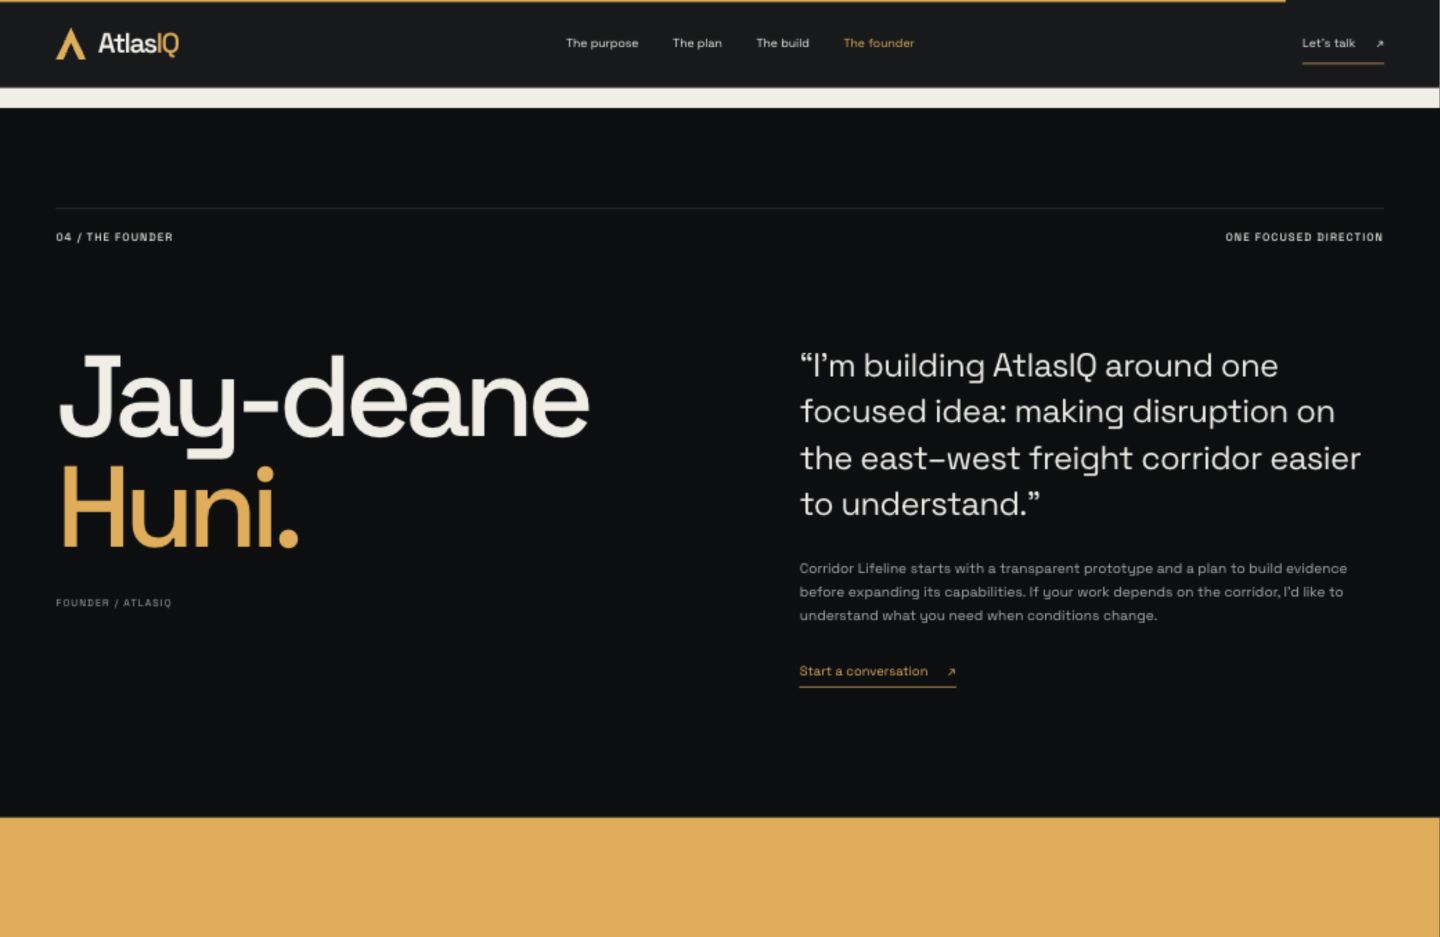 AtlasIQ
The purpose
The plan
The build
The founder
Let's talk ↗
04 / THE FOUNDER
ONE FOCUSED DIRECTION
Jay-deane
Huni.
FOUNDER / ATLASIQ
“I’m building AtlasIQ around one
focused idea: making disruption on
the east–west freight corridor easier
to understand.”
Corridor Lifeline starts with a transparent prototype and a plan to build evidence
before expanding its capabilities. If your work depends on the corridor, I’d like to
understand what you need when conditions change.
Start a conversation ↗